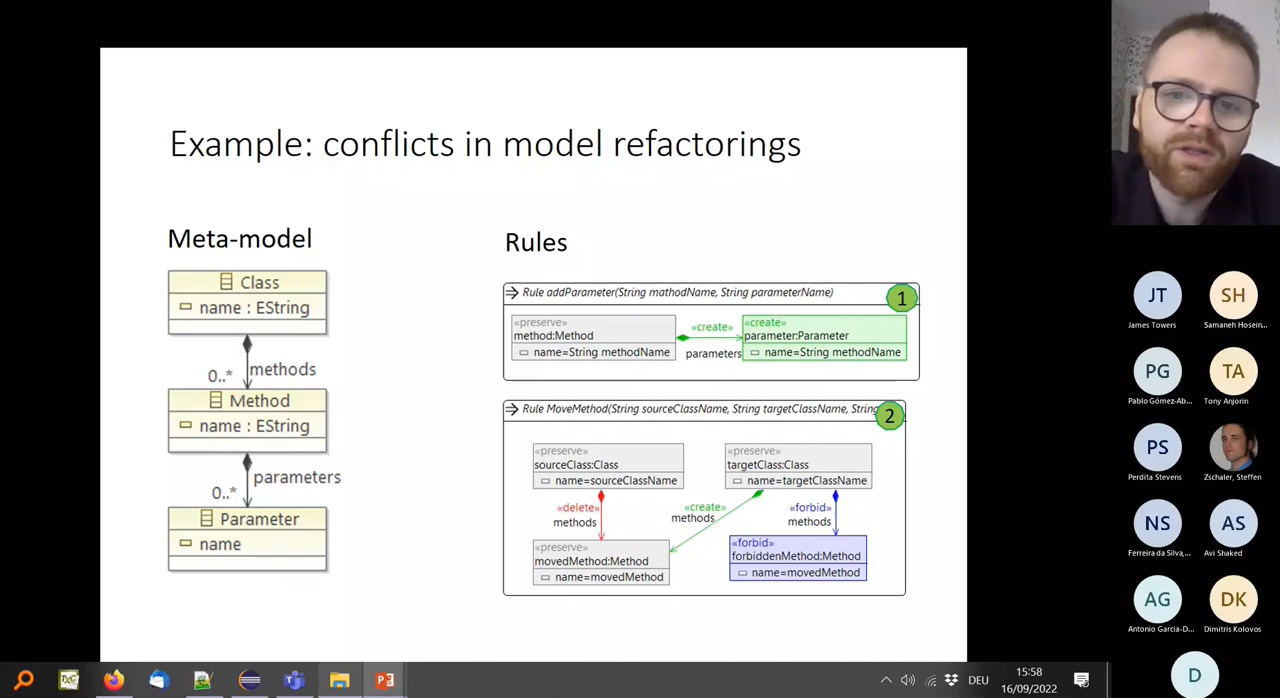 Example: conflicts in model refactorings
Meta-model
Class
name : EString
methods
0..*
Method
name : EString
parameters
0..*
Parameter
name
Rules
Rule addParameter(String mathodName, String parameterName)
1
«preserve»
method:Method
name=String methodName
«create»
parameters
«create»
parameter:Parameter
name=String methodName
Rule MoveMethod(String sourceClassName, String targetClassName, String
2
«preserve»
sourceClass:Class
name=sourceClassName
«preserve»
targetClass:Class
name=targetClassName
«delete»
methods
«create»
methods
«forbid»
methods
«preserve»
movedMethod:Method
name=movedMethod
«forbid»
forbiddenMethod:Method
name=movedMethod
JT
James Towers
SH
Samaneh Hosein...
PG
Pablo Gómez-Ab...
TA
Tony Anjorin
PS
Perdita Stevens
Zschaler, Steffen
NS
Ferreira da Silva,...
AS
Avi Shaked
AG
Antonio Garcia-D...
DK
Dimitris Kolovos
D
DEU
15:58
16/09/2022